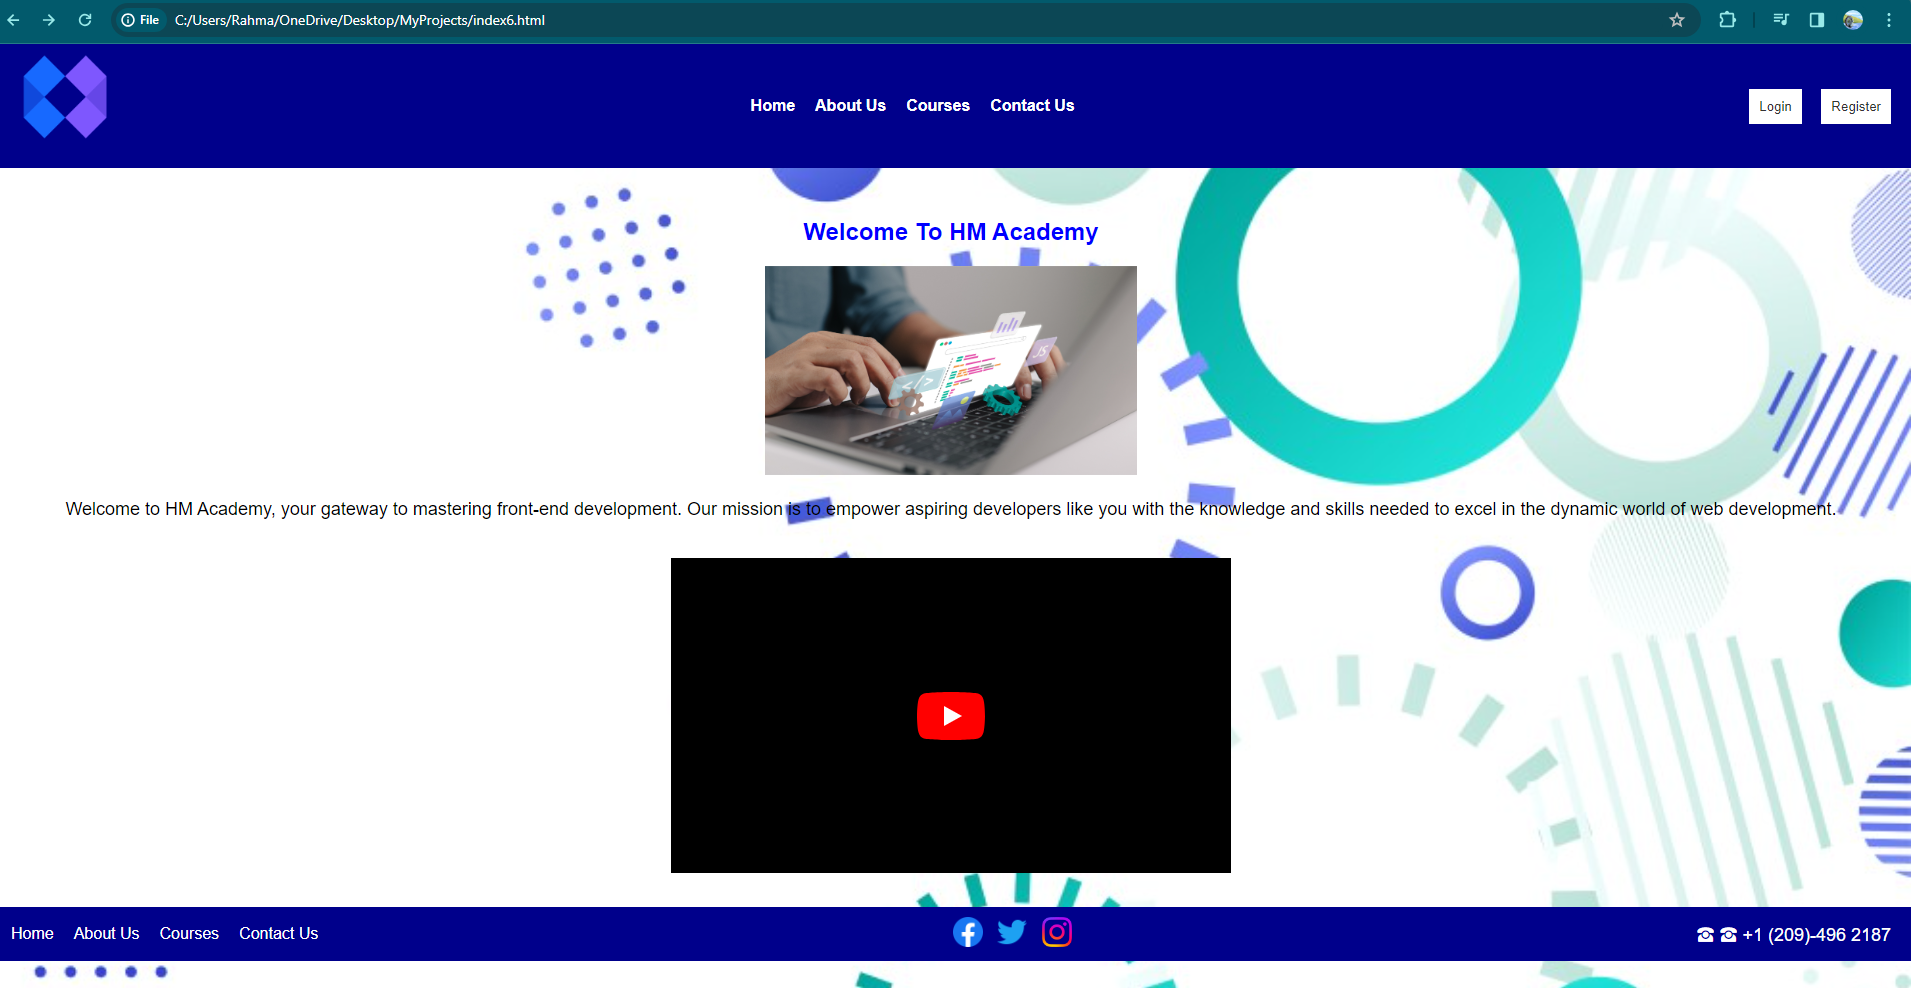 File C:/Users/Rahma/OneDrive/Desktop/MyProjects/index6.html
Home About Us Courses Contact Us Login Register
Welcome To HM Academy
</>
JS
Welcome to HM Academy, your gateway to mastering front-end development. Our mission is to empower aspiring developers like you with the knowledge and skills needed to excel in the dynamic world of web development.
Home About Us Courses Contact Us ☎ ☎ +1 (209)-496 2187